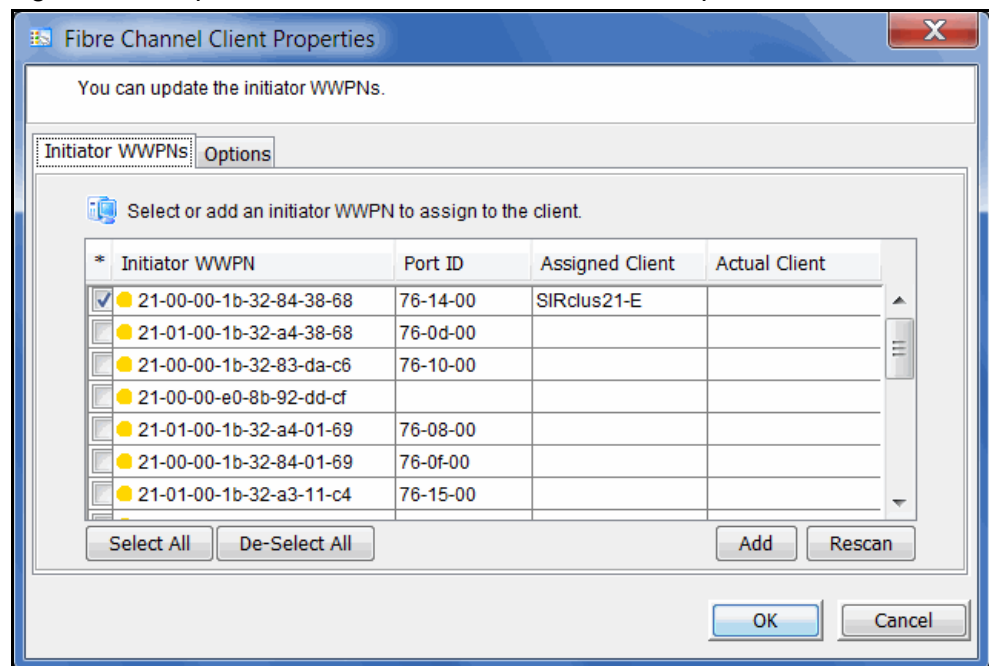 Fibre Channel Client Properties
X
You can update the initiator WWPNs.
Initiator WWPNs Options
Select or add an initiator WWPN to assign to the client.
* Initiator WWPN Port ID Assigned Client Actual Client
21-00-00-1b-32-84-38-68 76-14-00 SIRclus21-E
21-01-00-1b-32-a4-38-68 76-0d-00
21-00-00-1b-32-83-da-c6 76-10-00
21-00-00-e0-8b-92-dd-cf
21-01-00-1b-32-a4-01-69 76-08-00
21-00-00-1b-32-84-01-69 76-0f-00
21-01-00-1b-32-a3-11-c4 76-15-00
Select All De-Select All Add Rescan
OK Cancel